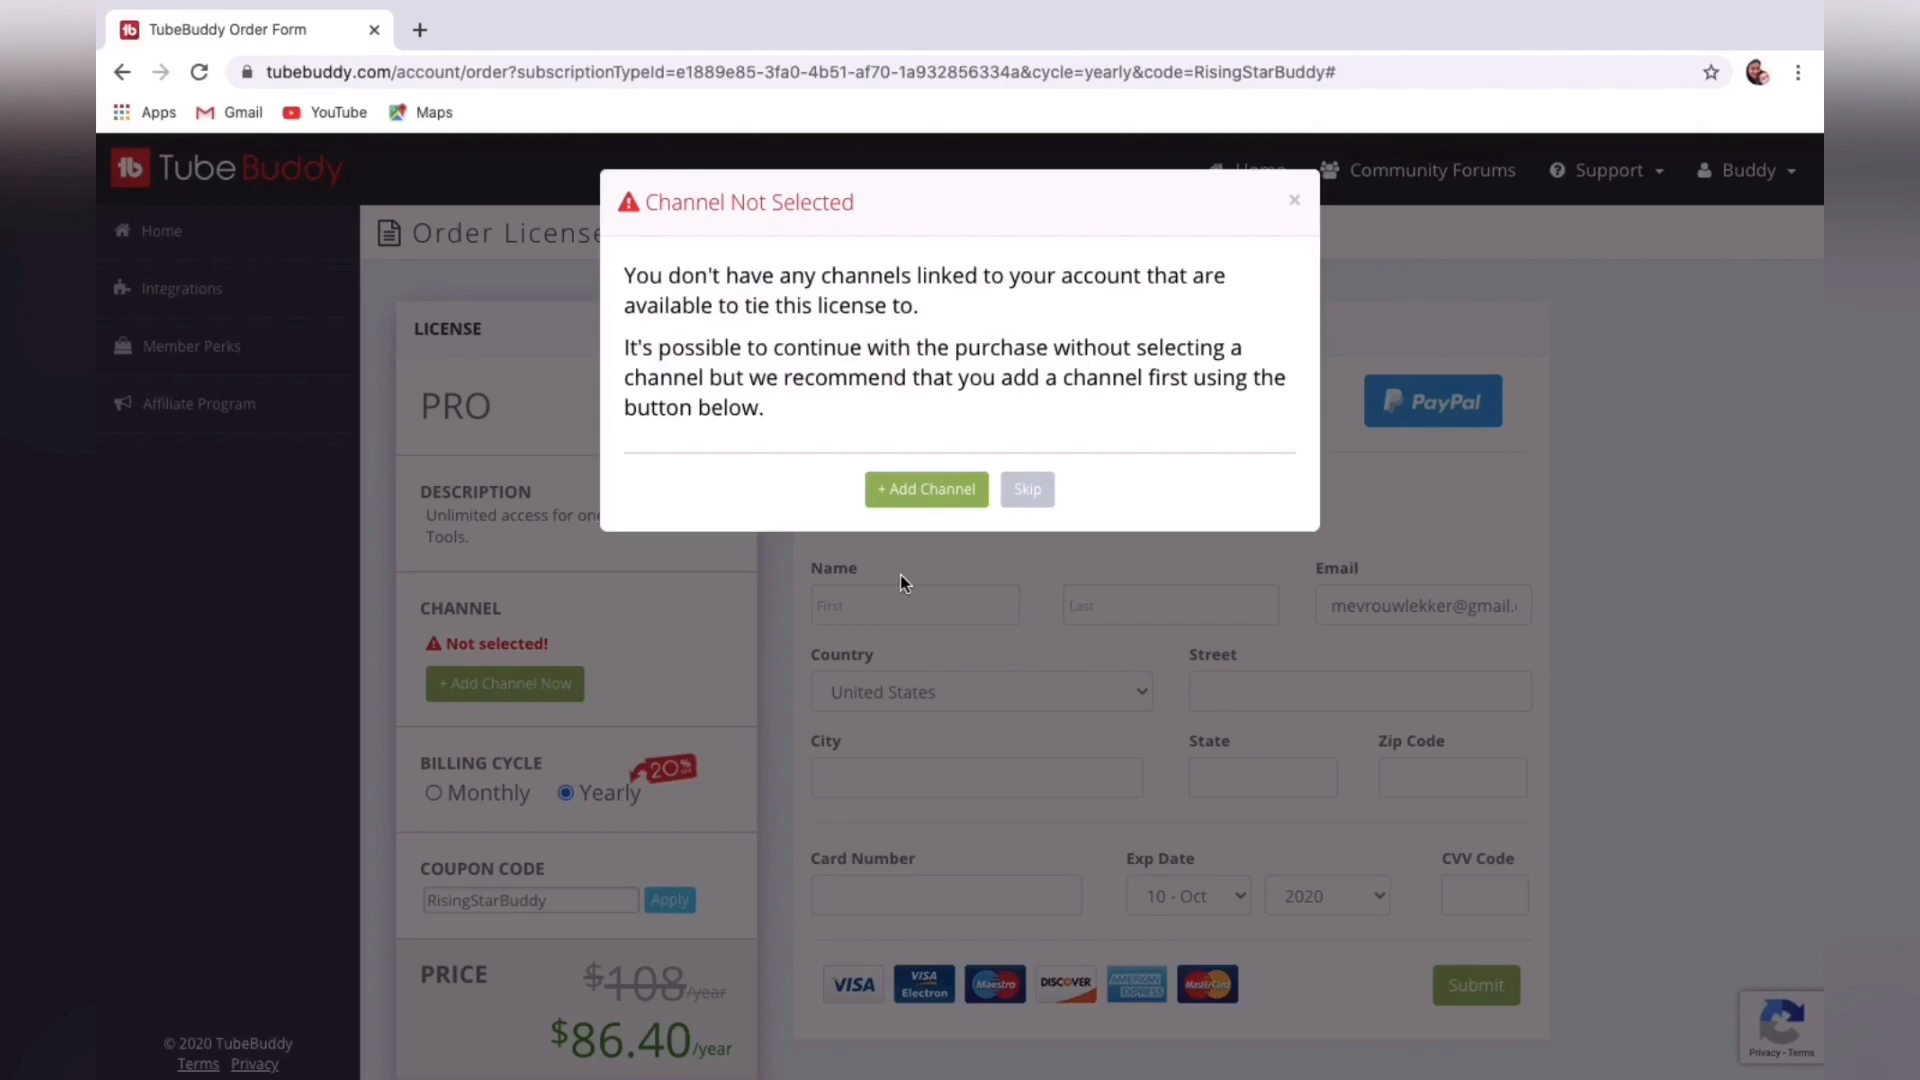 TubeBuddy Order Form
tubebuddy.com/account/order?subscriptionTypeId=e1889e85-3fa0-4b51-af70-1a932856334a&cycle=yearly&code=RisingStarBuddy#
Apps Gmail YouTube Maps
TubeBuddy
Home Community Forums Support Buddy
Home
Integrations
Member Perks
Affiliate Program
© 2020 TubeBuddy
Terms Privacy
Order License
Channel Not Selected ×
You don't have any channels linked to your account that are
available to tie this license to.
It's possible to continue with the purchase without selecting a
channel but we recommend that you add a channel first using the
button below.
+ Add Channel Skip
LICENSE
PRO
DESCRIPTION
Unlimited access for one
Tools.
CHANNEL
Not selected!
+ Add Channel Now
BILLING CYCLE
20% OFF
Monthly Yearly
COUPON CODE
RisingStarBuddy Apply
PRICE $108/year
$86.40/year
PayPal
Name Email
First Last mevrouwlekker@gmail.
Country Street
United States
City State Zip Code
Card Number Exp Date CVV Code
10 - Oct 2020
VISA VISA Electron Maestro DISCOVER AMERICAN EXPRESS MasterCard Submit
Privacy - Terms